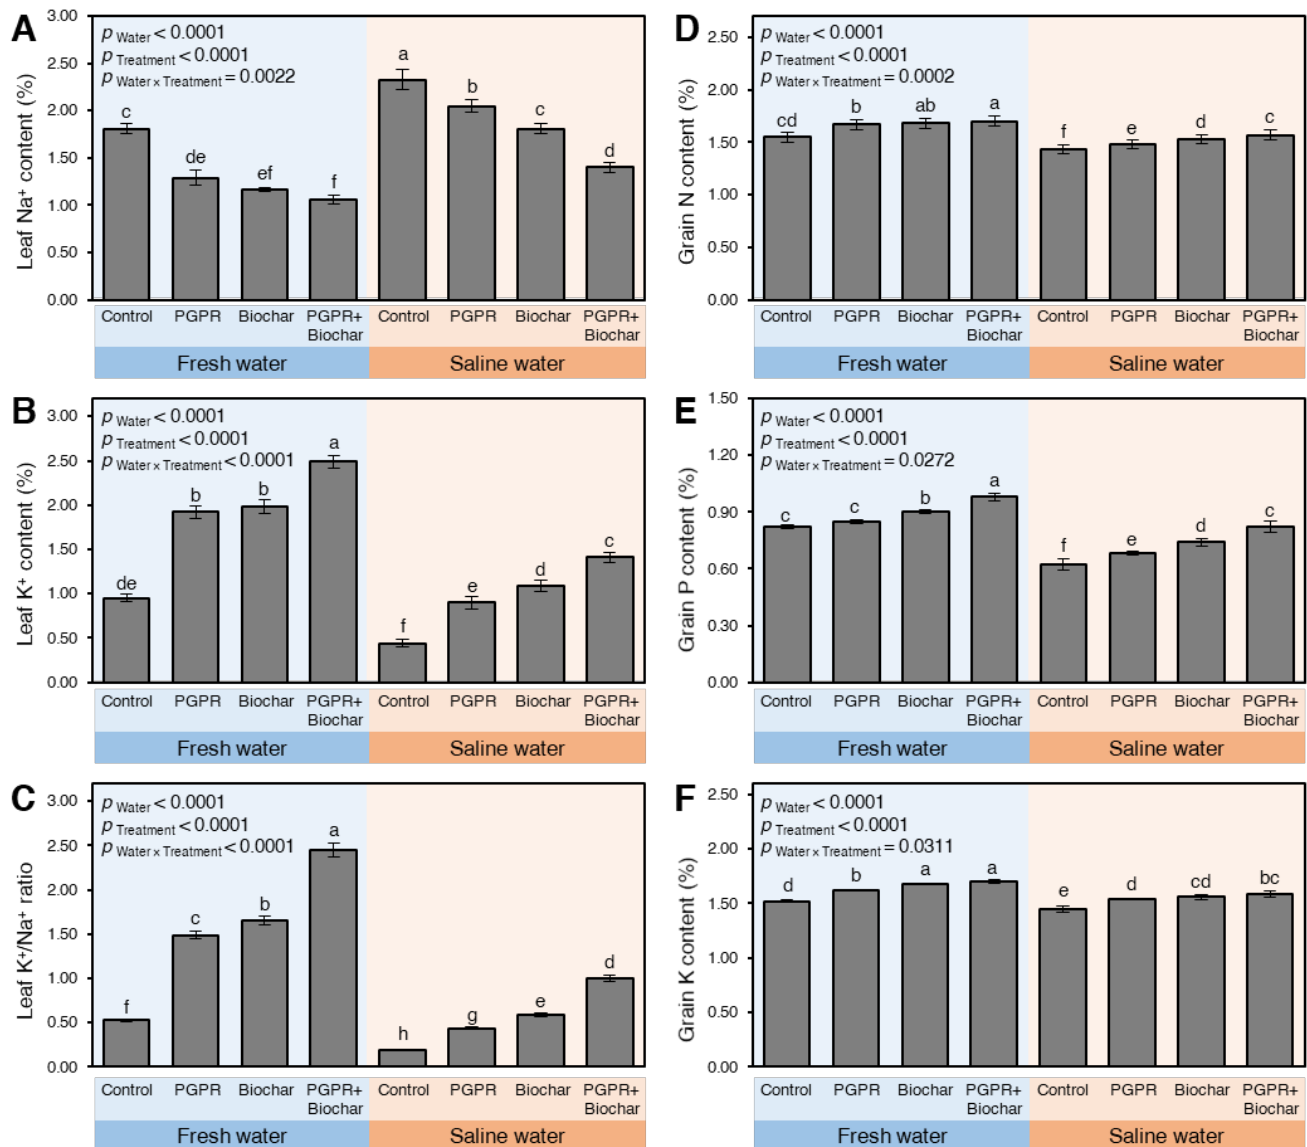 A
Leaf Na⁺ content (%)
3.00
2.50
2.00
1.50
1.00
0.50
0.00
p Water < 0.0001
p Treatment < 0.0001
p Water × Treatment = 0.0022
c
de
ef
f
a
b
c
d
Control PGPR Biochar PGPR+ Control PGPR Biochar PGPR+
Biochar Biochar
Fresh water Saline water
B
Leaf K⁺ content (%)
3.00
2.50
2.00
1.50
1.00
0.50
0.00
p Water < 0.0001
p Treatment < 0.0001
p Water × Treatment < 0.0001
de
b
b
a
f
e
d
c
Control PGPR Biochar PGPR+ Control PGPR Biochar PGPR+
Biochar Biochar
Fresh water Saline water
C
Leaf K⁺/Na⁺ ratio
3.00
2.50
2.00
1.50
1.00
0.50
0.00
p Water < 0.0001
p Treatment < 0.0001
p Water × Treatment < 0.0001
f
c
b
a
h
g
e
d
Control PGPR Biochar PGPR+ Control PGPR Biochar PGPR+
Biochar Biochar
Fresh water Saline water
D
Grain N content (%)
2.50
2.00
1.50
1.00
0.50
0.00
p Water < 0.0001
p Treatment < 0.0001
p Water × Treatment = 0.0002
cd
b
ab
a
f
e
d
c
Control PGPR Biochar PGPR+ Control PGPR Biochar PGPR+
Biochar Biochar
Fresh water Saline water
E
Grain P content (%)
1.50
1.20
0.90
0.60
0.30
0.00
p Water < 0.0001
p Treatment < 0.0001
p Water × Treatment = 0.0272
c
c
b
a
f
e
d
c
Control PGPR Biochar PGPR+ Control PGPR Biochar PGPR+
Biochar Biochar
Fresh water Saline water
F
Grain K content (%)
2.50
2.00
1.50
1.00
0.50
0.00
p Water < 0.0001
p Treatment < 0.0001
p Water × Treatment = 0.0311
d
b
a
a
e
d
cd
bc
Control PGPR Biochar PGPR+ Control PGPR Biochar PGPR+
Biochar Biochar
Fresh water Saline water